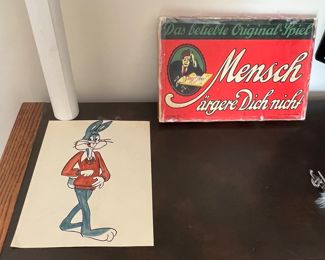 Das beliebte Original-Spiel
Mensch
ärgere Dich nicht